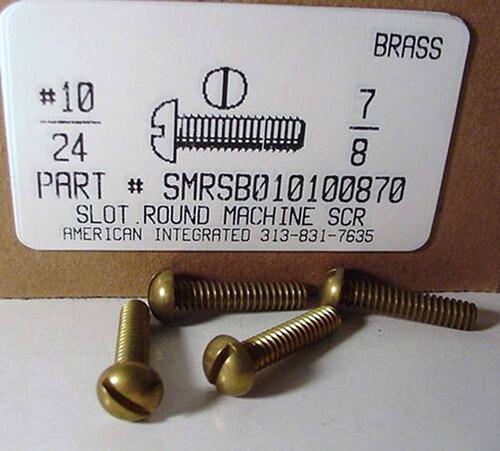 BRASS
#10 7
24 8
PART # SMRSB010100870
SLOT.ROUND MACHINE SCR
AMERICAN INTEGRATED 313-831-7635